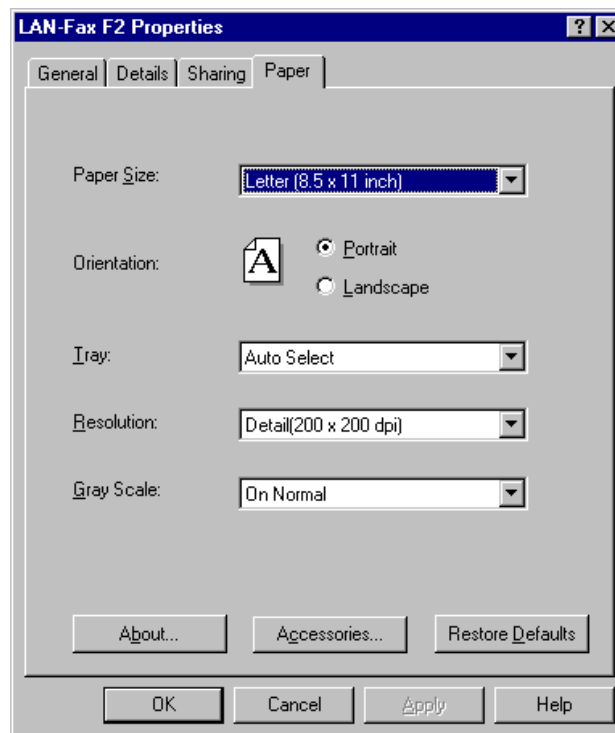 LAN-Fax F2 Properties
General Details Sharing Paper
Paper Size: Letter (8.5 x 11 inch)
Orientation: A Portrait
Landscape
Tray: Auto Select
Resolution: Detail(200 x 200 dpi)
Gray Scale: On Normal
About... Accessories... Restore Defaults
OK Cancel Apply Help